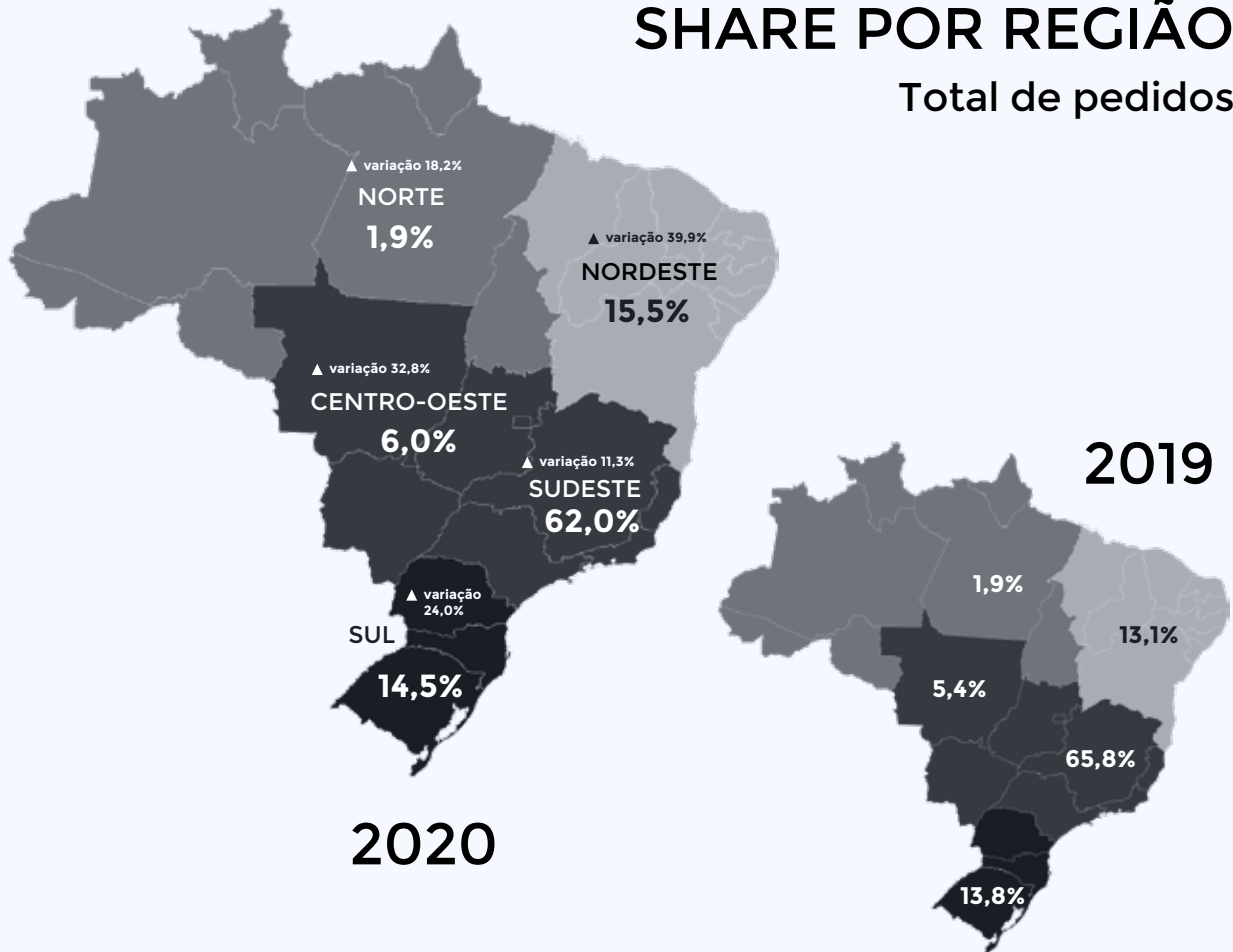 SHARE POR REGIÃO
Total de pedidos
▲ variação 18,2%
NORTE
1,9%
▲ variação 39,9%
NORDESTE
15,5%
▲ variação 32,8%
CENTRO-OESTE
6,0%
▲ variação 11,3%
SUDESTE
62,0%
▲ variação
24,0%
SUL
14,5%
2020
2019
1,9%
13,1%
5,4%
65,8%
13,8%